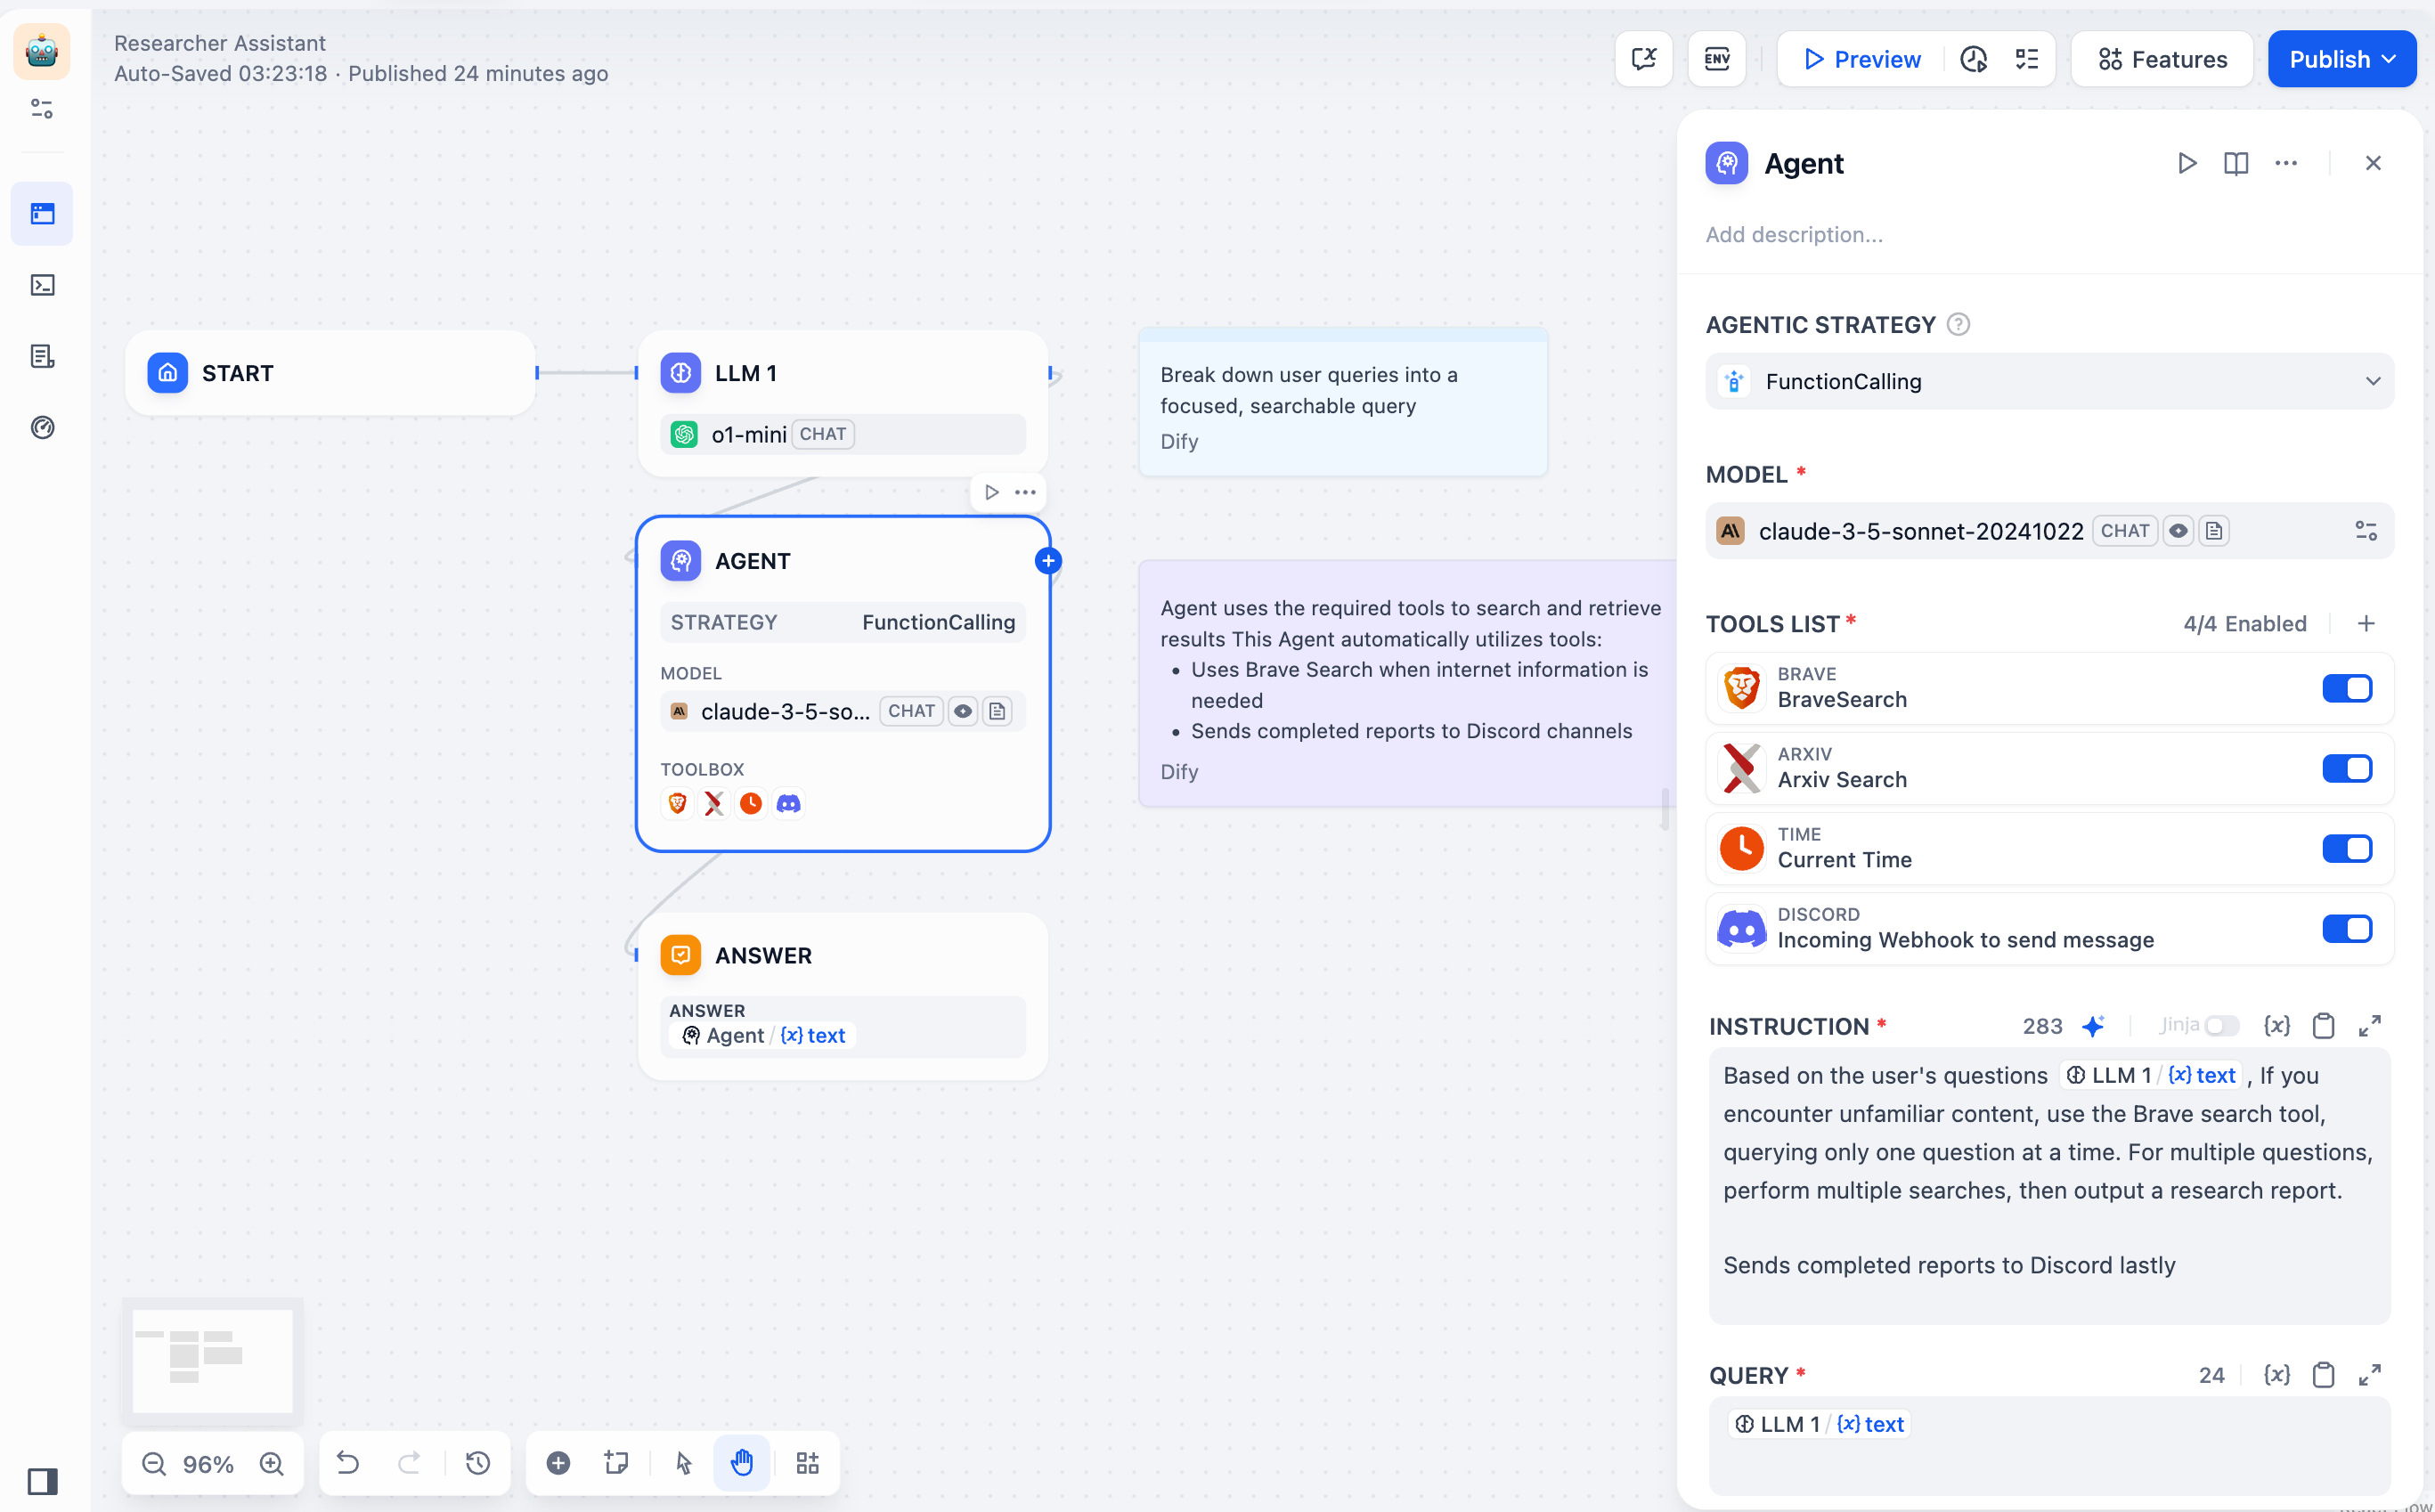 Researcher Assistant
Auto-Saved 03:23:18 · Published 24 minutes ago
ENV
Preview
Features
Publish
START
LLM 1
o1-mini CHAT
Break down user queries into a
focused, searchable query
Dify
AGENT
STRATEGY FunctionCalling
MODEL
claude-3-5-so... CHAT
TOOLBOX
Agent uses the required tools to search and retrieve
results This Agent automatically utilizes tools:
• Uses Brave Search when internet information is
needed
• Sends completed reports to Discord channels
Dify
ANSWER
ANSWER
Agent / {x} text
96%
Agent
Add description...
AGENTIC STRATEGY
FunctionCalling
MODEL *
claude-3-5-sonnet-20241022 CHAT
TOOLS LIST * 4/4 Enabled
BRAVE
BraveSearch
ARXIV
Arxiv Search
TIME
Current Time
DISCORD
Incoming Webhook to send message
INSTRUCTION * 283 Jinja {x}
Based on the user's questions LLM 1 / {x} text , If you
encounter unfamiliar content, use the Brave search tool,
querying only one question at a time. For multiple questions,
perform multiple searches, then output a research report.
Sends completed reports to Discord lastly
QUERY * 24 {x}
LLM 1 / {x} text